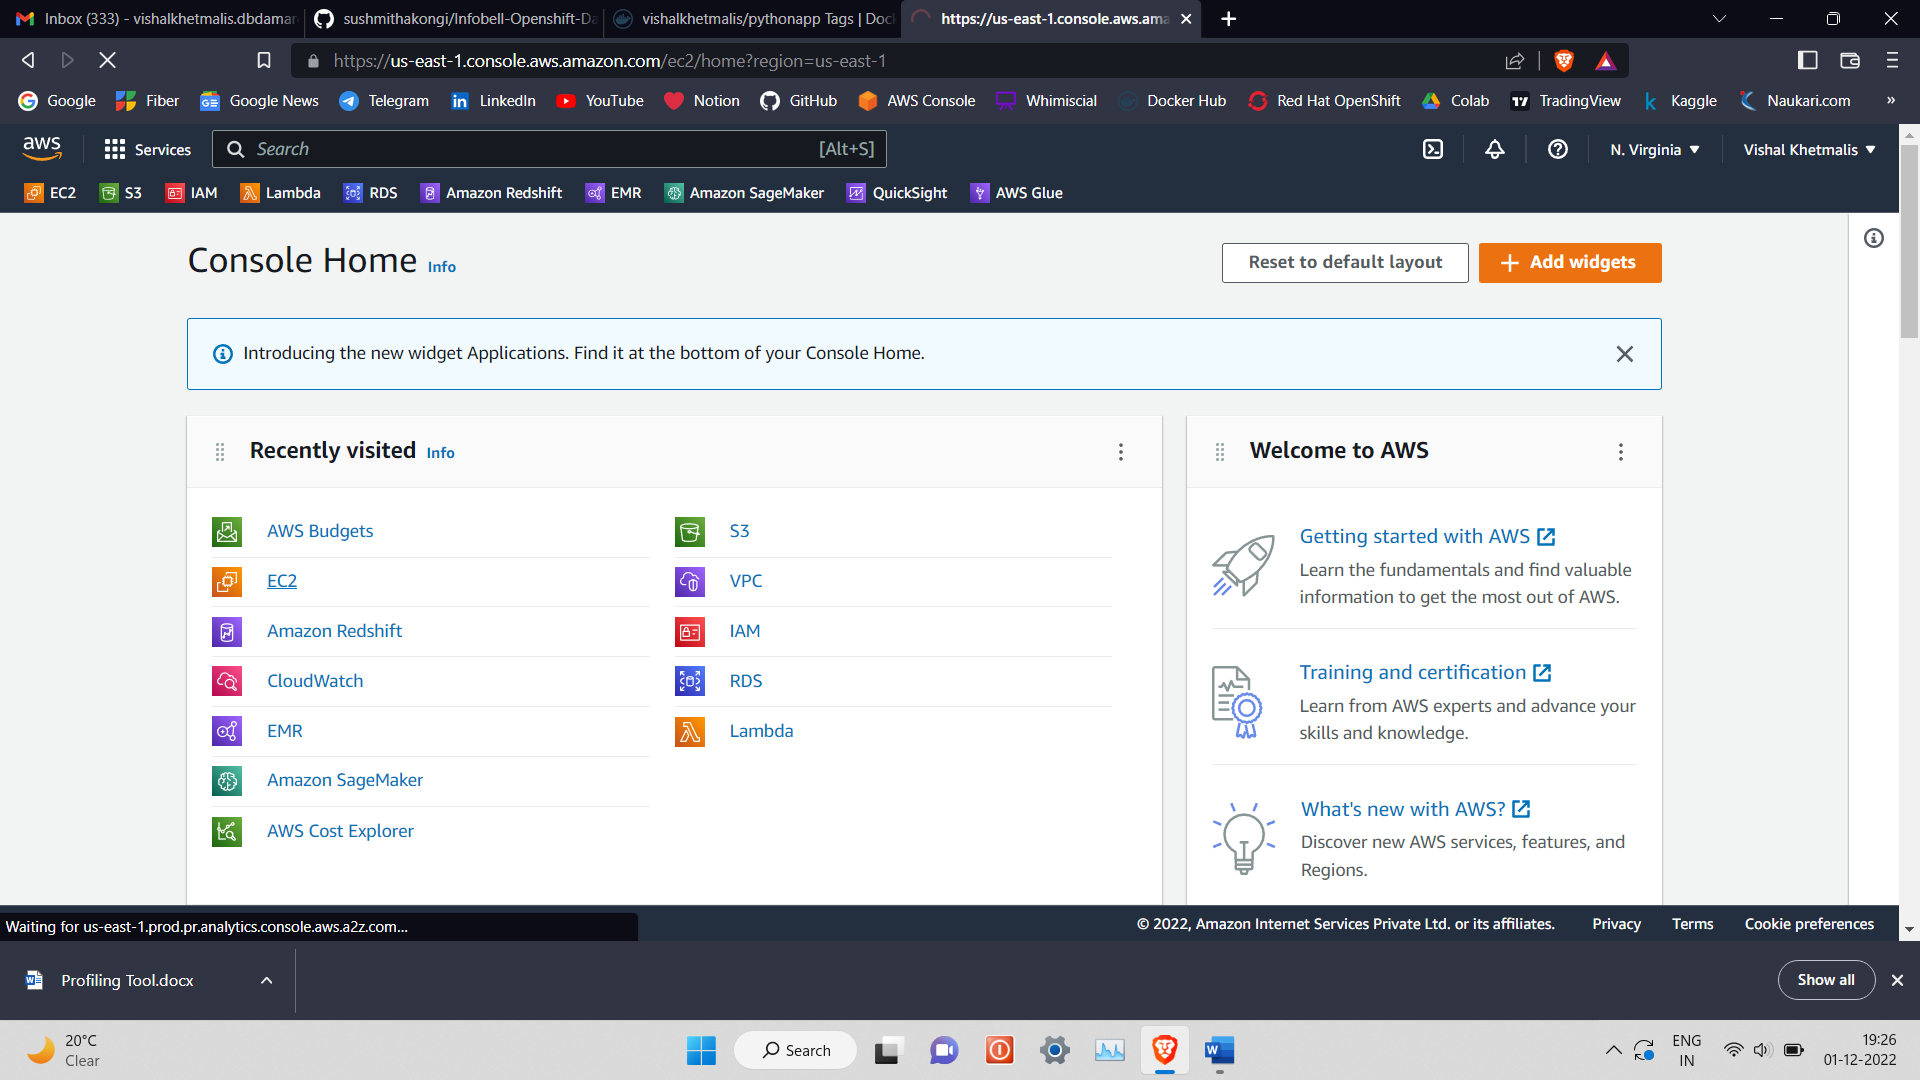 Inbox (333) - vishalkhetmalis.dbdamar
sushmithakongi/Infobell-Openshift-Da
vishalkhetmalis/pythonapp Tags | Dock
https://us-east-1.console.aws.ama
https://us-east-1.console.aws.amazon.com/ec2/home?region=us-east-1
Google
Fiber
Google News
Telegram
LinkedIn
YouTube
Notion
GitHub
AWS Console
Whimiscial
Docker Hub
Red Hat OpenShift
Colab
TradingView
Kaggle
Naukari.com
»
aws
Services
Search
[Alt+S]
N. Virginia
Vishal Khetmalis
EC2
S3
IAM
Lambda
RDS
Amazon Redshift
EMR
Amazon SageMaker
QuickSight
AWS Glue
Console Home Info
Reset to default layout
Add widgets
Introducing the new widget Applications. Find it at the bottom of your Console Home.
Recently visited Info
AWS Budgets
EC2
Amazon Redshift
CloudWatch
EMR
Amazon SageMaker
AWS Cost Explorer
S3
VPC
IAM
RDS
Lambda
Welcome to AWS
Getting started with AWS
Learn the fundamentals and find valuable
information to get the most out of AWS.
Training and certification
Learn from AWS experts and advance your
skills and knowledge.
What's new with AWS?
Discover new AWS services, features, and
Regions.
Waiting for us-east-1.prod.pr.analytics.console.aws.a2z.com...
© 2022, Amazon Internet Services Private Ltd. or its affiliates.
Privacy
Terms
Cookie preferences
Profiling Tool.docx
Show all
20°C
Clear
Search
ENG
IN
19:26
01-12-2022